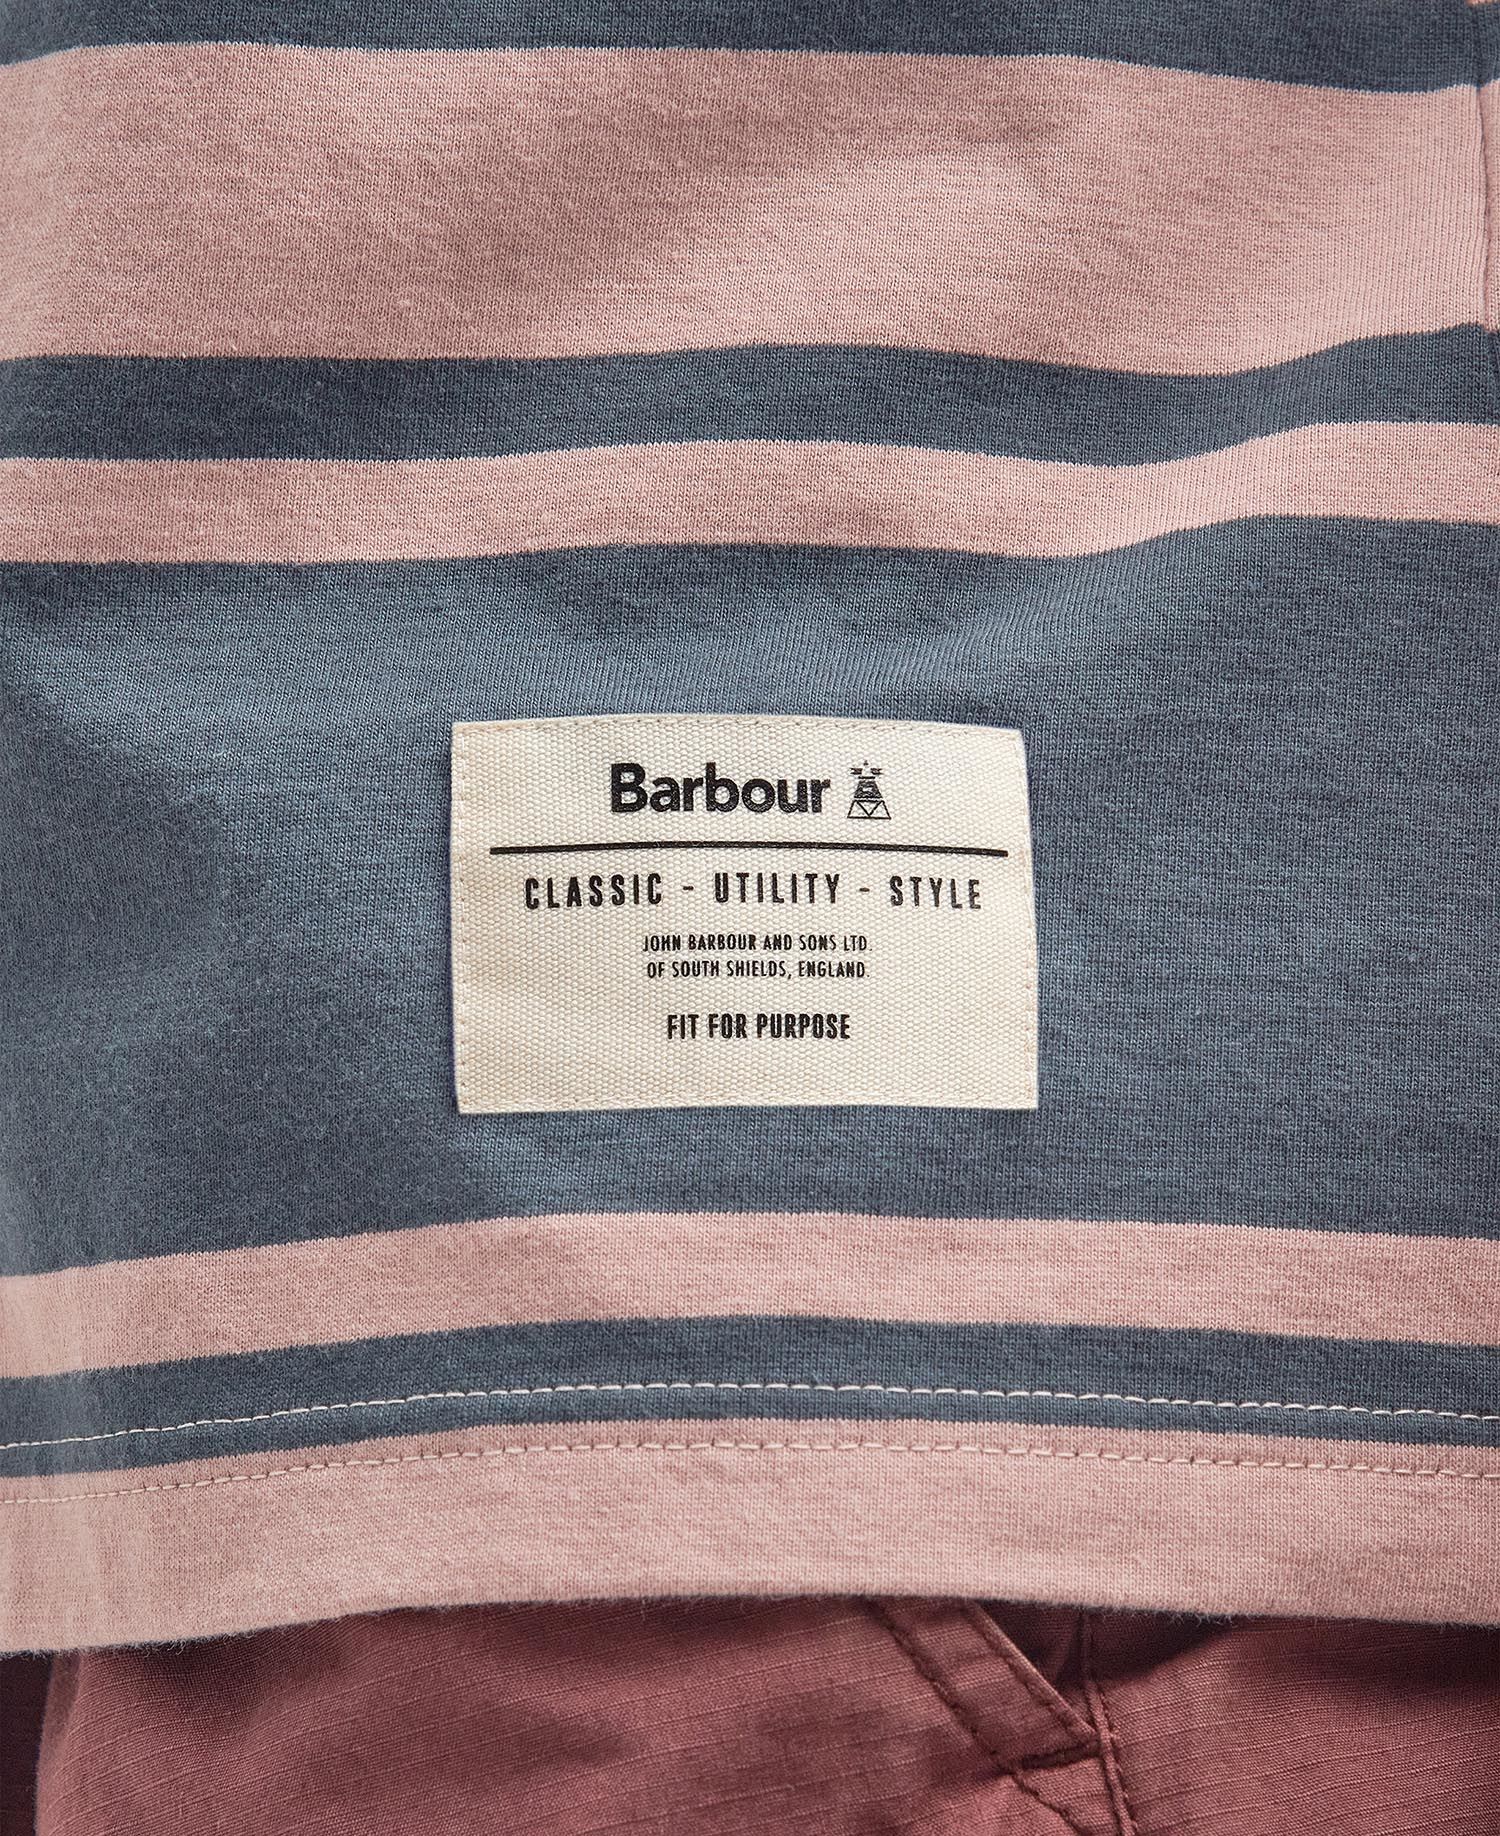 Barbour
CLASSIC - UTILITY - STYLE
JOHN BARBOUR AND SONS LTD.
OF SOUTH SHIELDS, ENGLAND.
FIT FOR PURPOSE